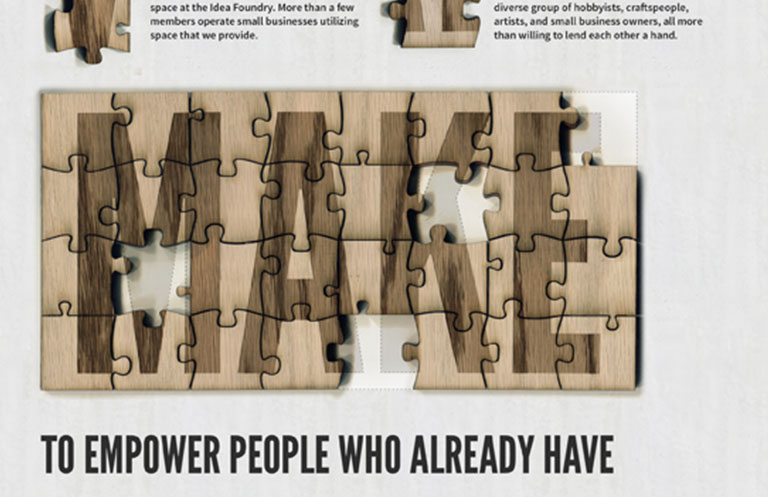 space at the Idea Foundry. More than a few
members operate small businesses utilizing
space that we provide.
diverse group of hobbyists, craftspeople,
artists, and small business owners, all more
than willing to lend each other a hand.
MAKE
TO EMPOWER PEOPLE WHO ALREADY HAVE